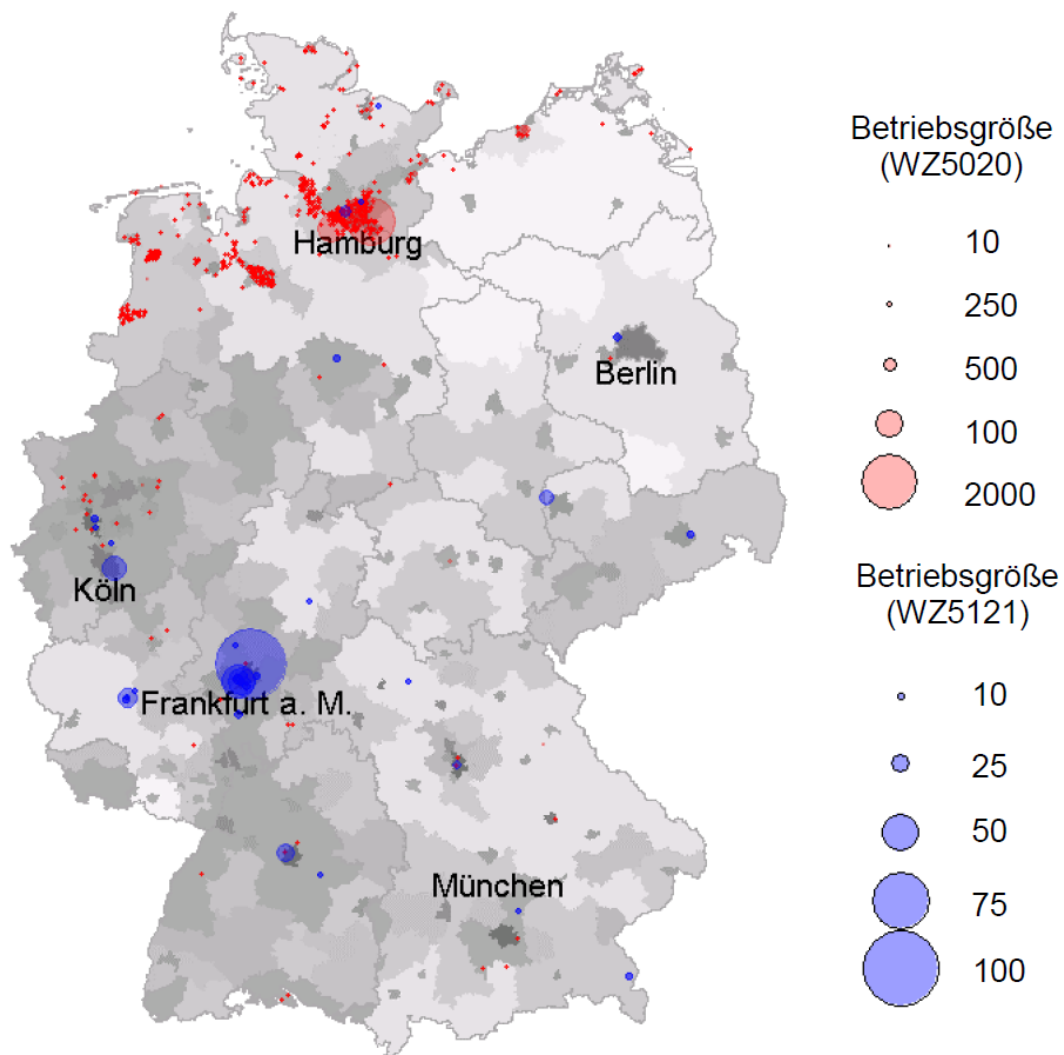 Hamburg
Berlin
Köln
Frankfurt a. M.
München
Betriebsgröße
(WZ5020)
10
250
500
100
2000
Betriebsgröße
(WZ5121)
10
25
50
75
100